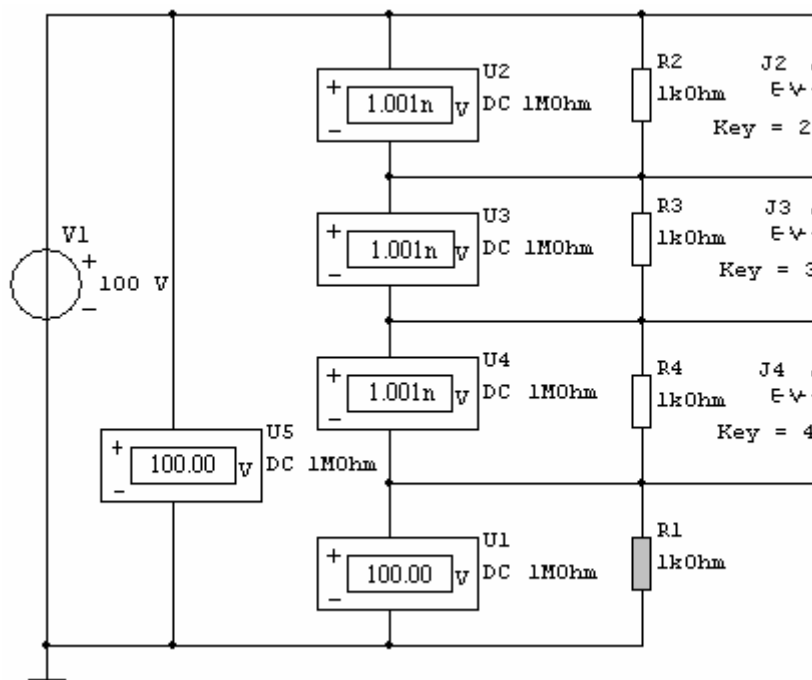 U2
+
1.001n V
−
DC 1MOhm
R2
1kOhm
J2
Key = 2
U3
+
1.001n V
−
DC 1MOhm
R3
1kOhm
J3
Key = 3
V1
+
100 V
−
U4
+
1.001n V
−
DC 1MOhm
R4
1kOhm
J4
Key = 4
U5
+
100.00 V
−
DC 1MOhm
U1
+
100.00 V
−
DC 1MOhm
R1
1kOhm